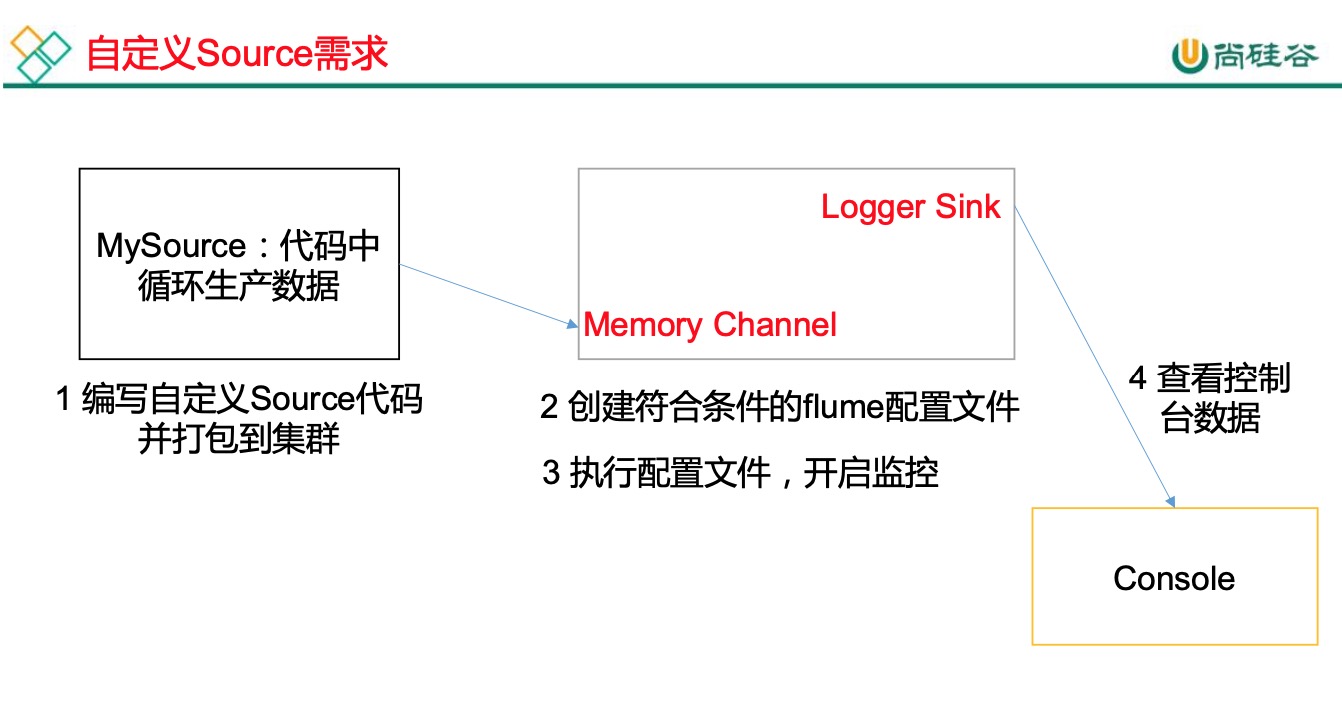 自定义Source需求
尚硅谷
MySource：代码中
循环生产数据
Logger Sink
Memory Channel
1 编写自定义Source代码
并打包到集群
2 创建符合条件的flume配置文件
3 执行配置文件，开启监控
4 查看控制
台数据
Console